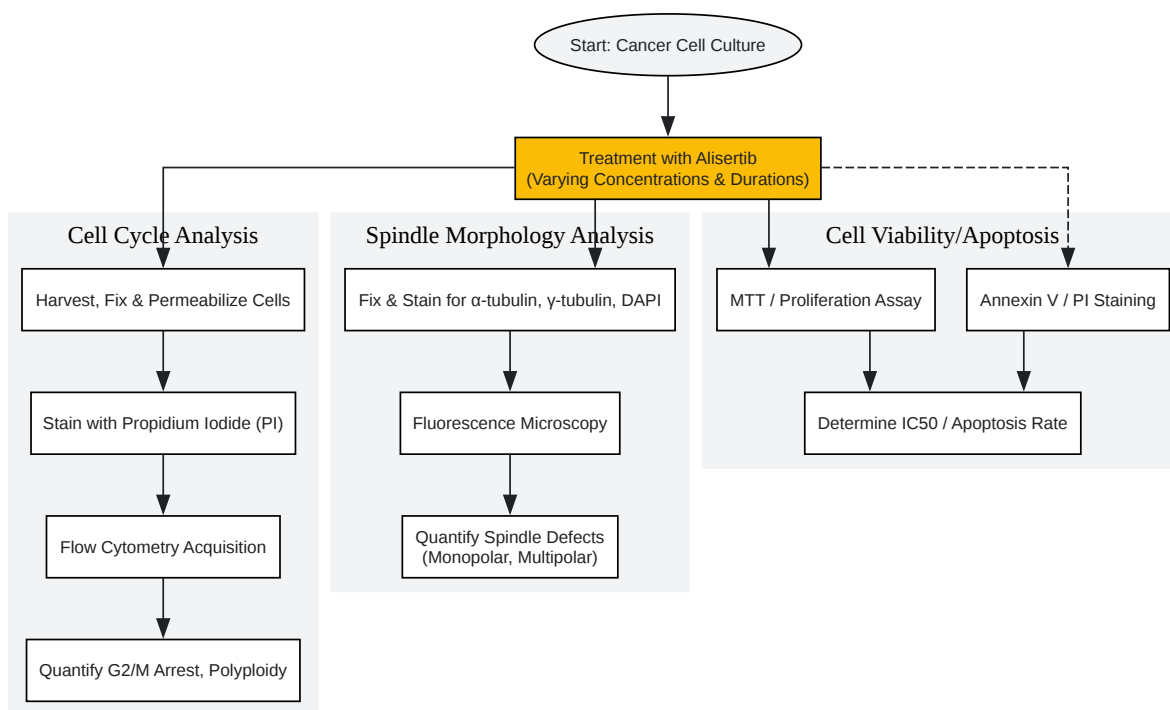 Start: Cancer Cell Culture
Treatment with Alisertib
(Varying Concentrations & Durations)
Cell Cycle Analysis
Harvest, Fix & Permeabilize Cells
Stain with Propidium Iodide (PI)
Flow Cytometry Acquisition
Quantify G2/M Arrest, Polyploidy
Spindle Morphology Analysis
Fix & Stain for α-tubulin, γ-tubulin, DAPI
Fluorescence Microscopy
Quantify Spindle Defects
(Monopolar, Multipolar)
Cell Viability/Apoptosis
MTT / Proliferation Assay
Annexin V / PI Staining
Determine IC50 / Apoptosis Rate